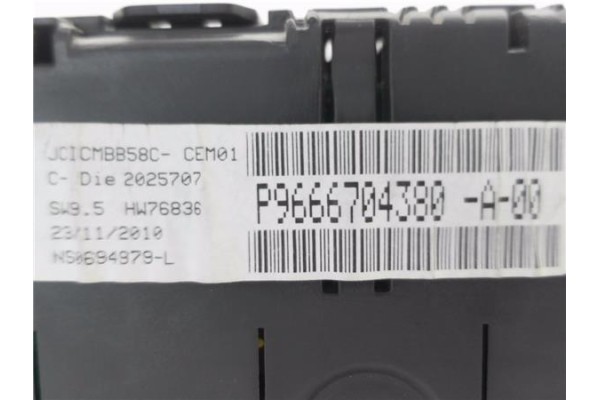 JCICMBB58C- CEM01
C- Die 2025707
SW9.5 HW76836
23/11/2010
NS0694979-L
P9666704380 -A-00